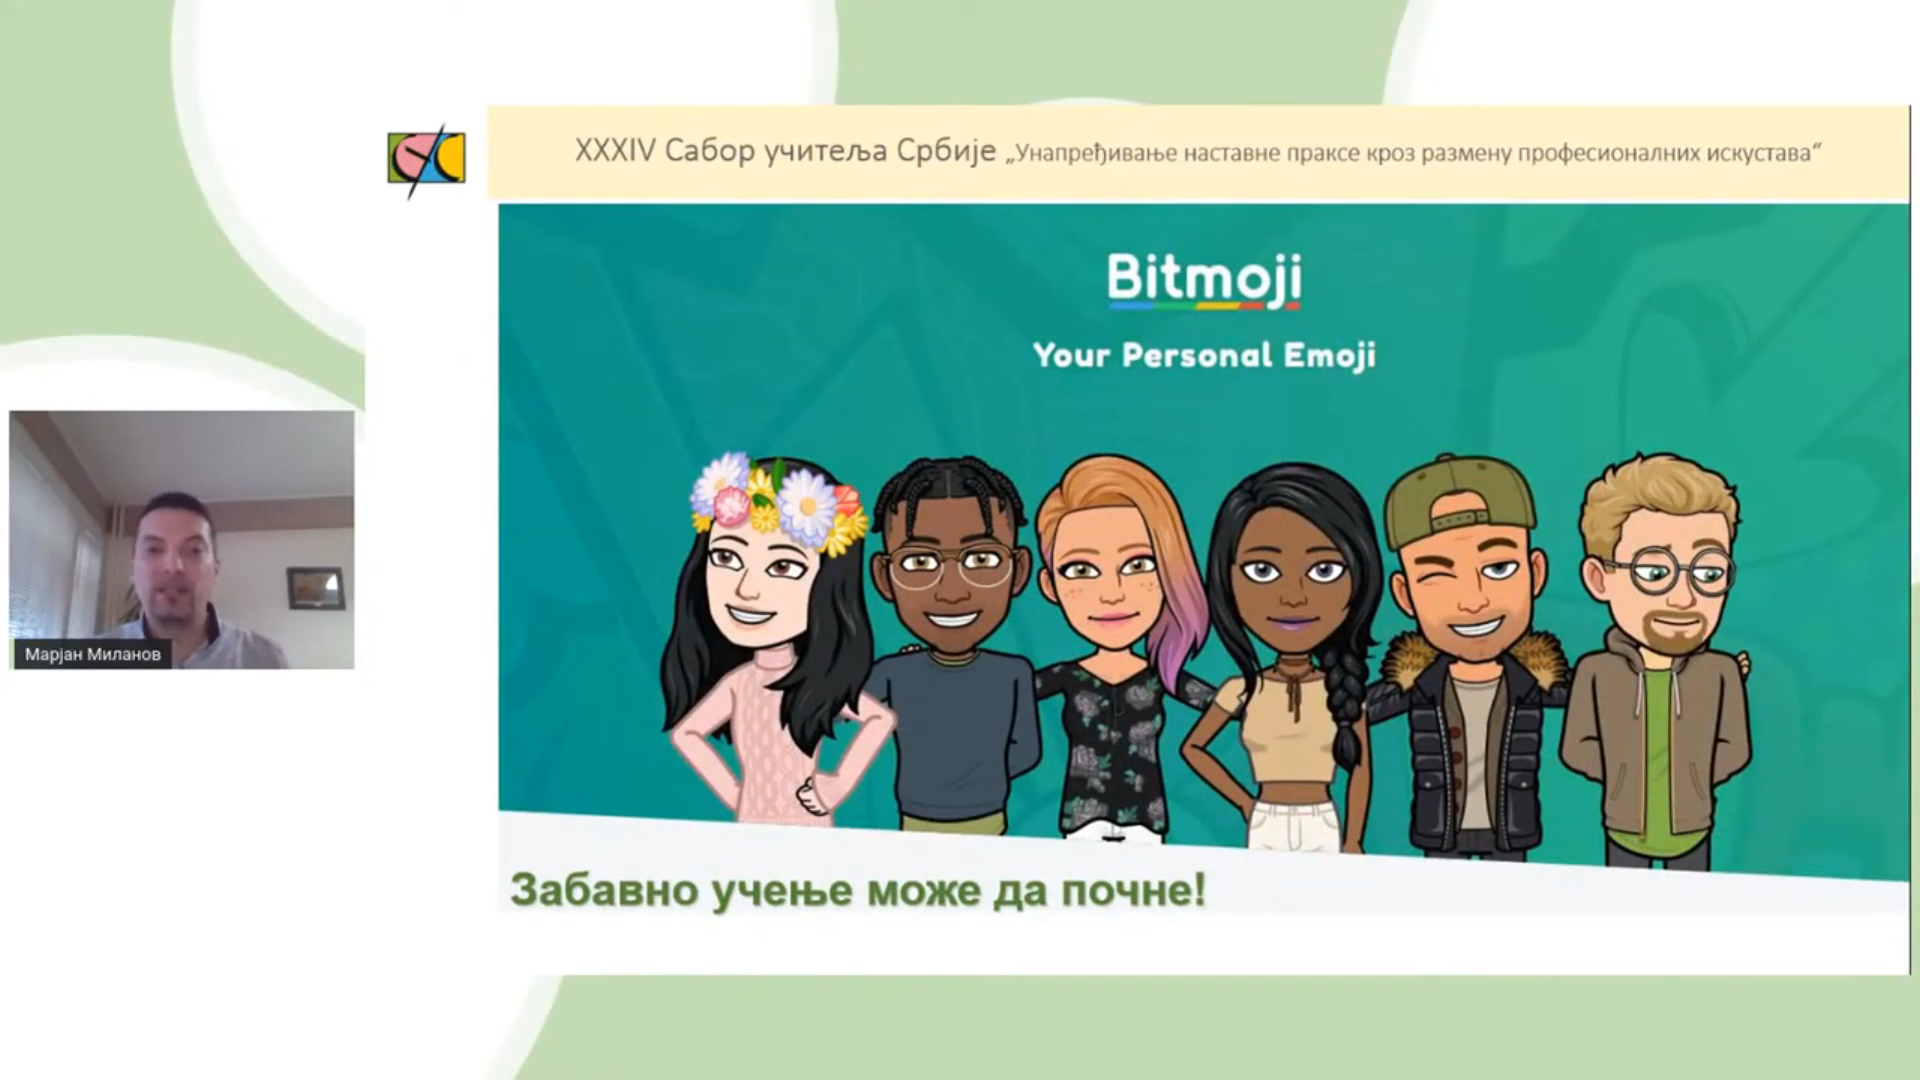 XXXIV Сабор учитеља Србије „Унапређивање наставне праксе кроз размену професионалних искустава“
Bitmoji
Your Personal Emoji
Марјан Миланов
Забавно учење може да почне!